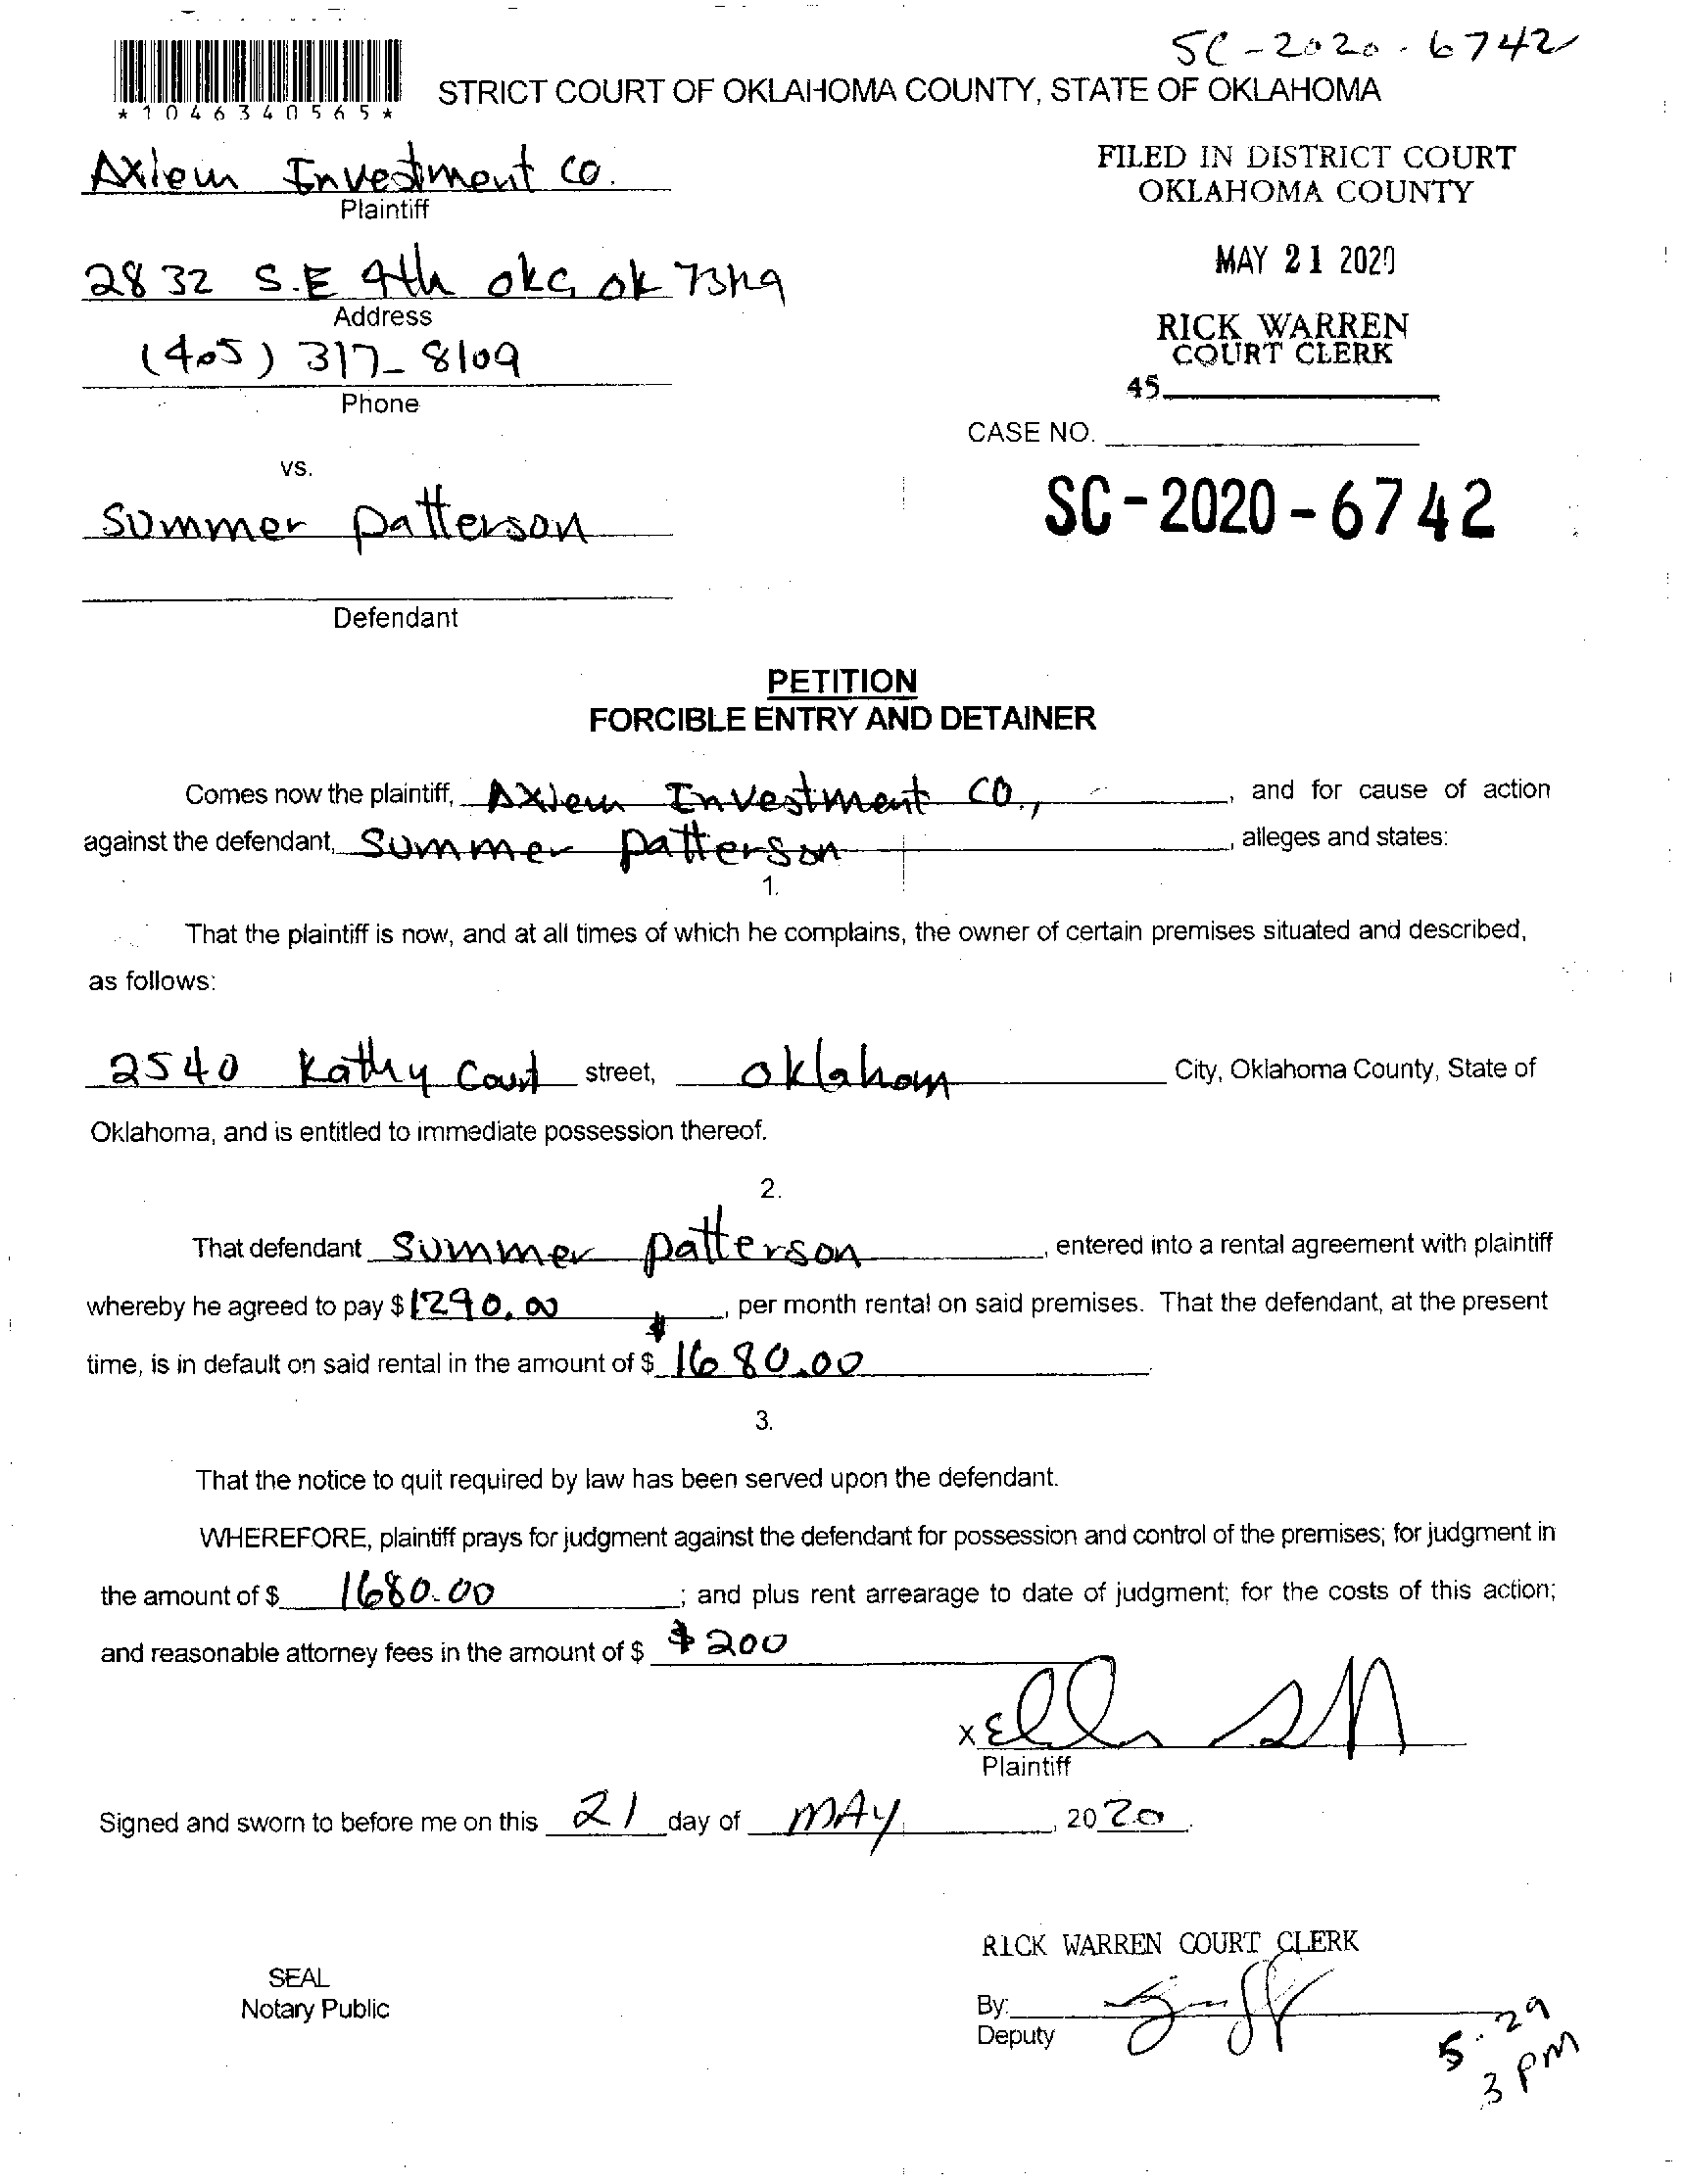 SC-2020-6742
*1046340565*
STRICT COURT OF OKLAHOMA COUNTY, STATE OF OKLAHOMA
Investment Co.
Plaintiff
FILED IN DISTRICT COURT
OKLAHOMA COUNTY
MAY 21 2020
2832 S.E 4th okc ok
Address
RICK WARREN
COURT CLERK
(405) 317-8109
Phone
45
CASE NO.
SC-2020-6742
vs.
Summer Patterson
Defendant
PETITION
FORCIBLE ENTRY AND DETAINER
Comes now the plaintiff, Investment CO., and for cause of action
against the defendant, Summer Patterson, alleges and states:
1.
That the plaintiff is now, and at all times of which he complains, the owner of certain premises situated and described,
as follows:
2540 Kathy Court street, oklahom City, Oklahoma County, State of
Oklahoma, and is entitled to immediate possession thereof.
2.
That defendant Summer Patterson, entered into a rental agreement with plaintiff
whereby he agreed to pay $1290.00, per month rental on said premises. That the defendant, at the present
time, is in default on said rental in the amount of $ $1680.00.
3.
That the notice to quit required by law has been served upon the defendant.
WHEREFORE, plaintiff prays for judgment against the defendant for possession and control of the premises; for judgment in
the amount of $ 1680.00; and plus rent arrearage to date of judgment; for the costs of this action;
and reasonable attorney fees in the amount of $ $200
X
Plaintiff
Signed and sworn to before me on this 21 day of MAY, 2020.
RICK WARREN COURT CLERK
SEAL
Notary Public
By:
Deputy
5-29
3 pm